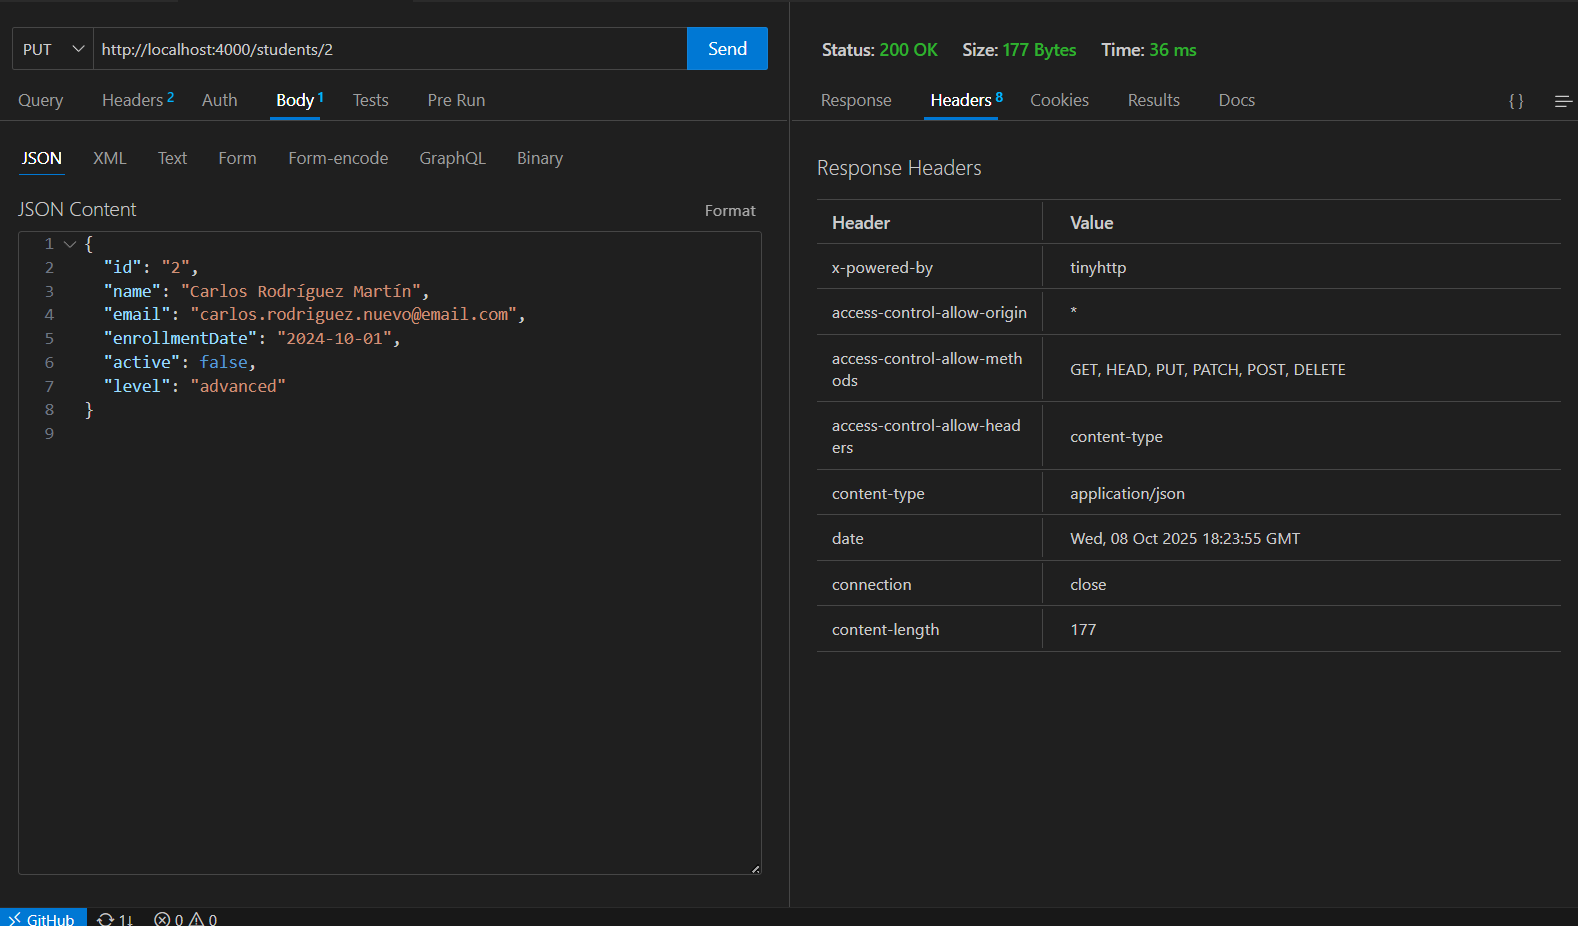 PUT http://localhost:4000/students/2 Send
Query Headers 2 Auth Body 1 Tests Pre Run
JSON XML Text Form Form-encode GraphQL Binary
JSON Content Format
1 {
2 "id": "2",
3 "name": "Carlos Rodríguez Martín",
4 "email": "carlos.rodriguez.nuevo@email.com",
5 "enrollmentDate": "2024-10-01",
6 "active": false,
7 "level": "advanced"
8 }
9
Status: 200 OK Size: 177 Bytes Time: 36 ms
Response Headers 8 Cookies Results Docs { }
Response Headers
Header Value
x-powered-by tinyhttp
access-control-allow-origin *
access-control-allow-meth
ods GET, HEAD, PUT, PATCH, POST, DELETE
access-control-allow-head
ers content-type
content-type application/json
date Wed, 08 Oct 2025 18:23:55 GMT
connection close
content-length 177
GitHub 1↓ 0 0